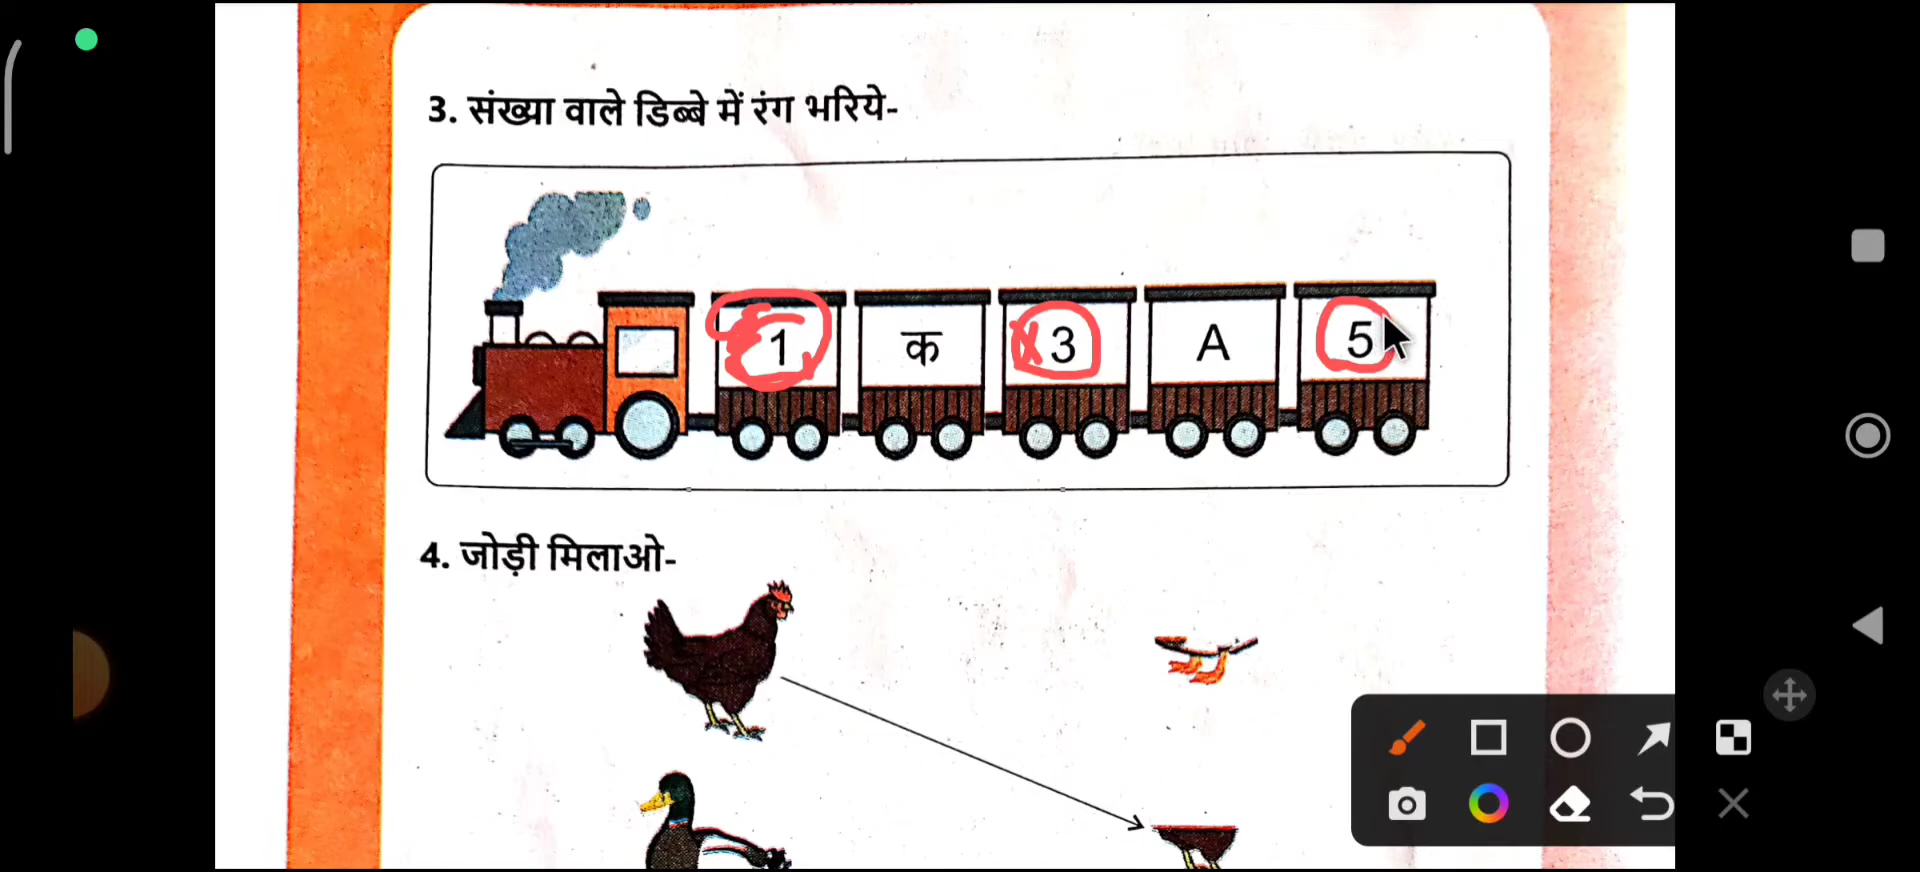 3. संख्या वाले डिब्बे में रंग भरिये-
1 क 3 A 5
4. जोड़ी मिलाओ-